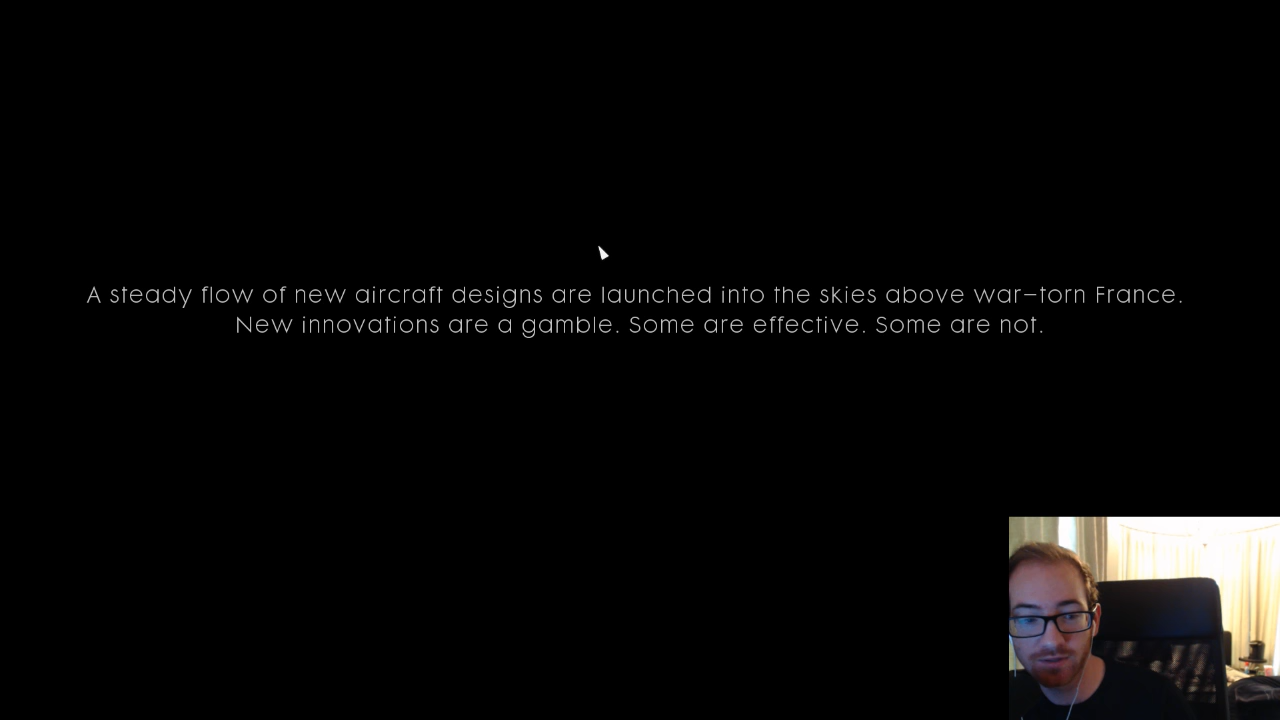 A steady flow of new aircraft designs are launched into the skies above war-torn France.
New innovations are a gamble. Some are effective. Some are not.